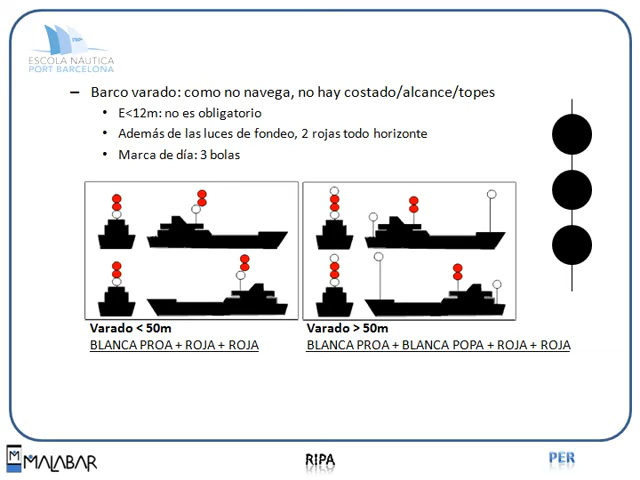 ESCOLA NÀUTICA
PORT BARCELONA
– Barco varado: como no navega, no hay costado/alcance/topes
• E<12m: no es obligatorio
• Además de las luces de fondeo, 2 rojas todo horizonte
• Marca de día: 3 bolas
Varado < 50m
BLANCA PROA + ROJA + ROJA
Varado > 50m
BLANCA PROA + BLANCA POPA + ROJA + ROJA
MALABAR
RIPA
PER